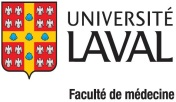 UNIVERSITÉ
LAVAL
Faculté de médecine